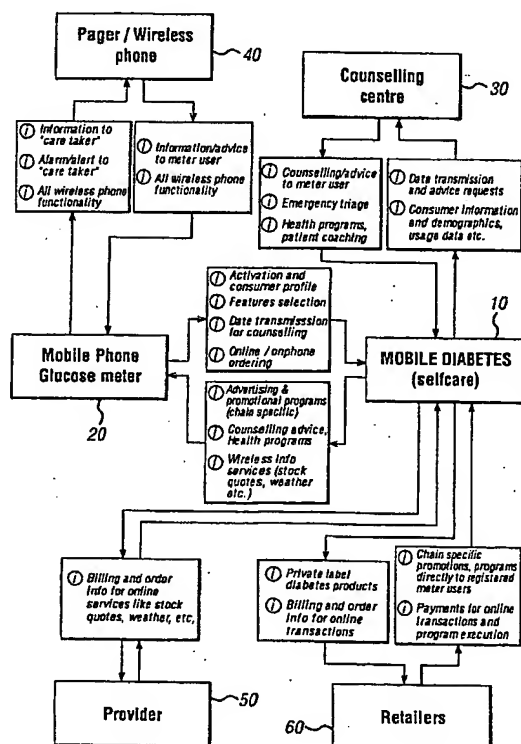 Pager / Wireless
phone
40
Counselling
centre
30
ⓘ Information to
"care taker"
ⓘ Alarm/alert to
"care taker"
ⓘ All wireless phone
functionality
ⓘ Information/advice
to meter user
ⓘ All wireless phone
functionality
ⓘ Counselling/advice
to meter user
ⓘ Emergency triage
ⓘ Health programs,
patient coaching
ⓘ Date transmission
and advice requests
ⓘ Consumer information
and demographics,
usage data etc.
ⓘ Activation and
consumer profile
ⓘ Features selection
ⓘ Date transmisssion
for counselling
ⓘ Online / onphone
ordering
Mobile Phone
Glucose meter
20
10
MOBILE DIABETES
(selfcare)
ⓘ Advertising &
promotional programs
(chain specific)
ⓘ Counselling advice,
Health programs
ⓘ Wireless info
services (stock
quotes, weather
etc.)
ⓘ Billing and order
Info for online
services like stock
quotes, weather, etc,
ⓘ Private label
diabetes products
ⓘ Billing and order
Info for online
transactions
ⓘ Chain specific
promotions, programs
directly to registered
meter users
ⓘ Payments for online
transactions and
program execution
Provider
50
60
Retailers